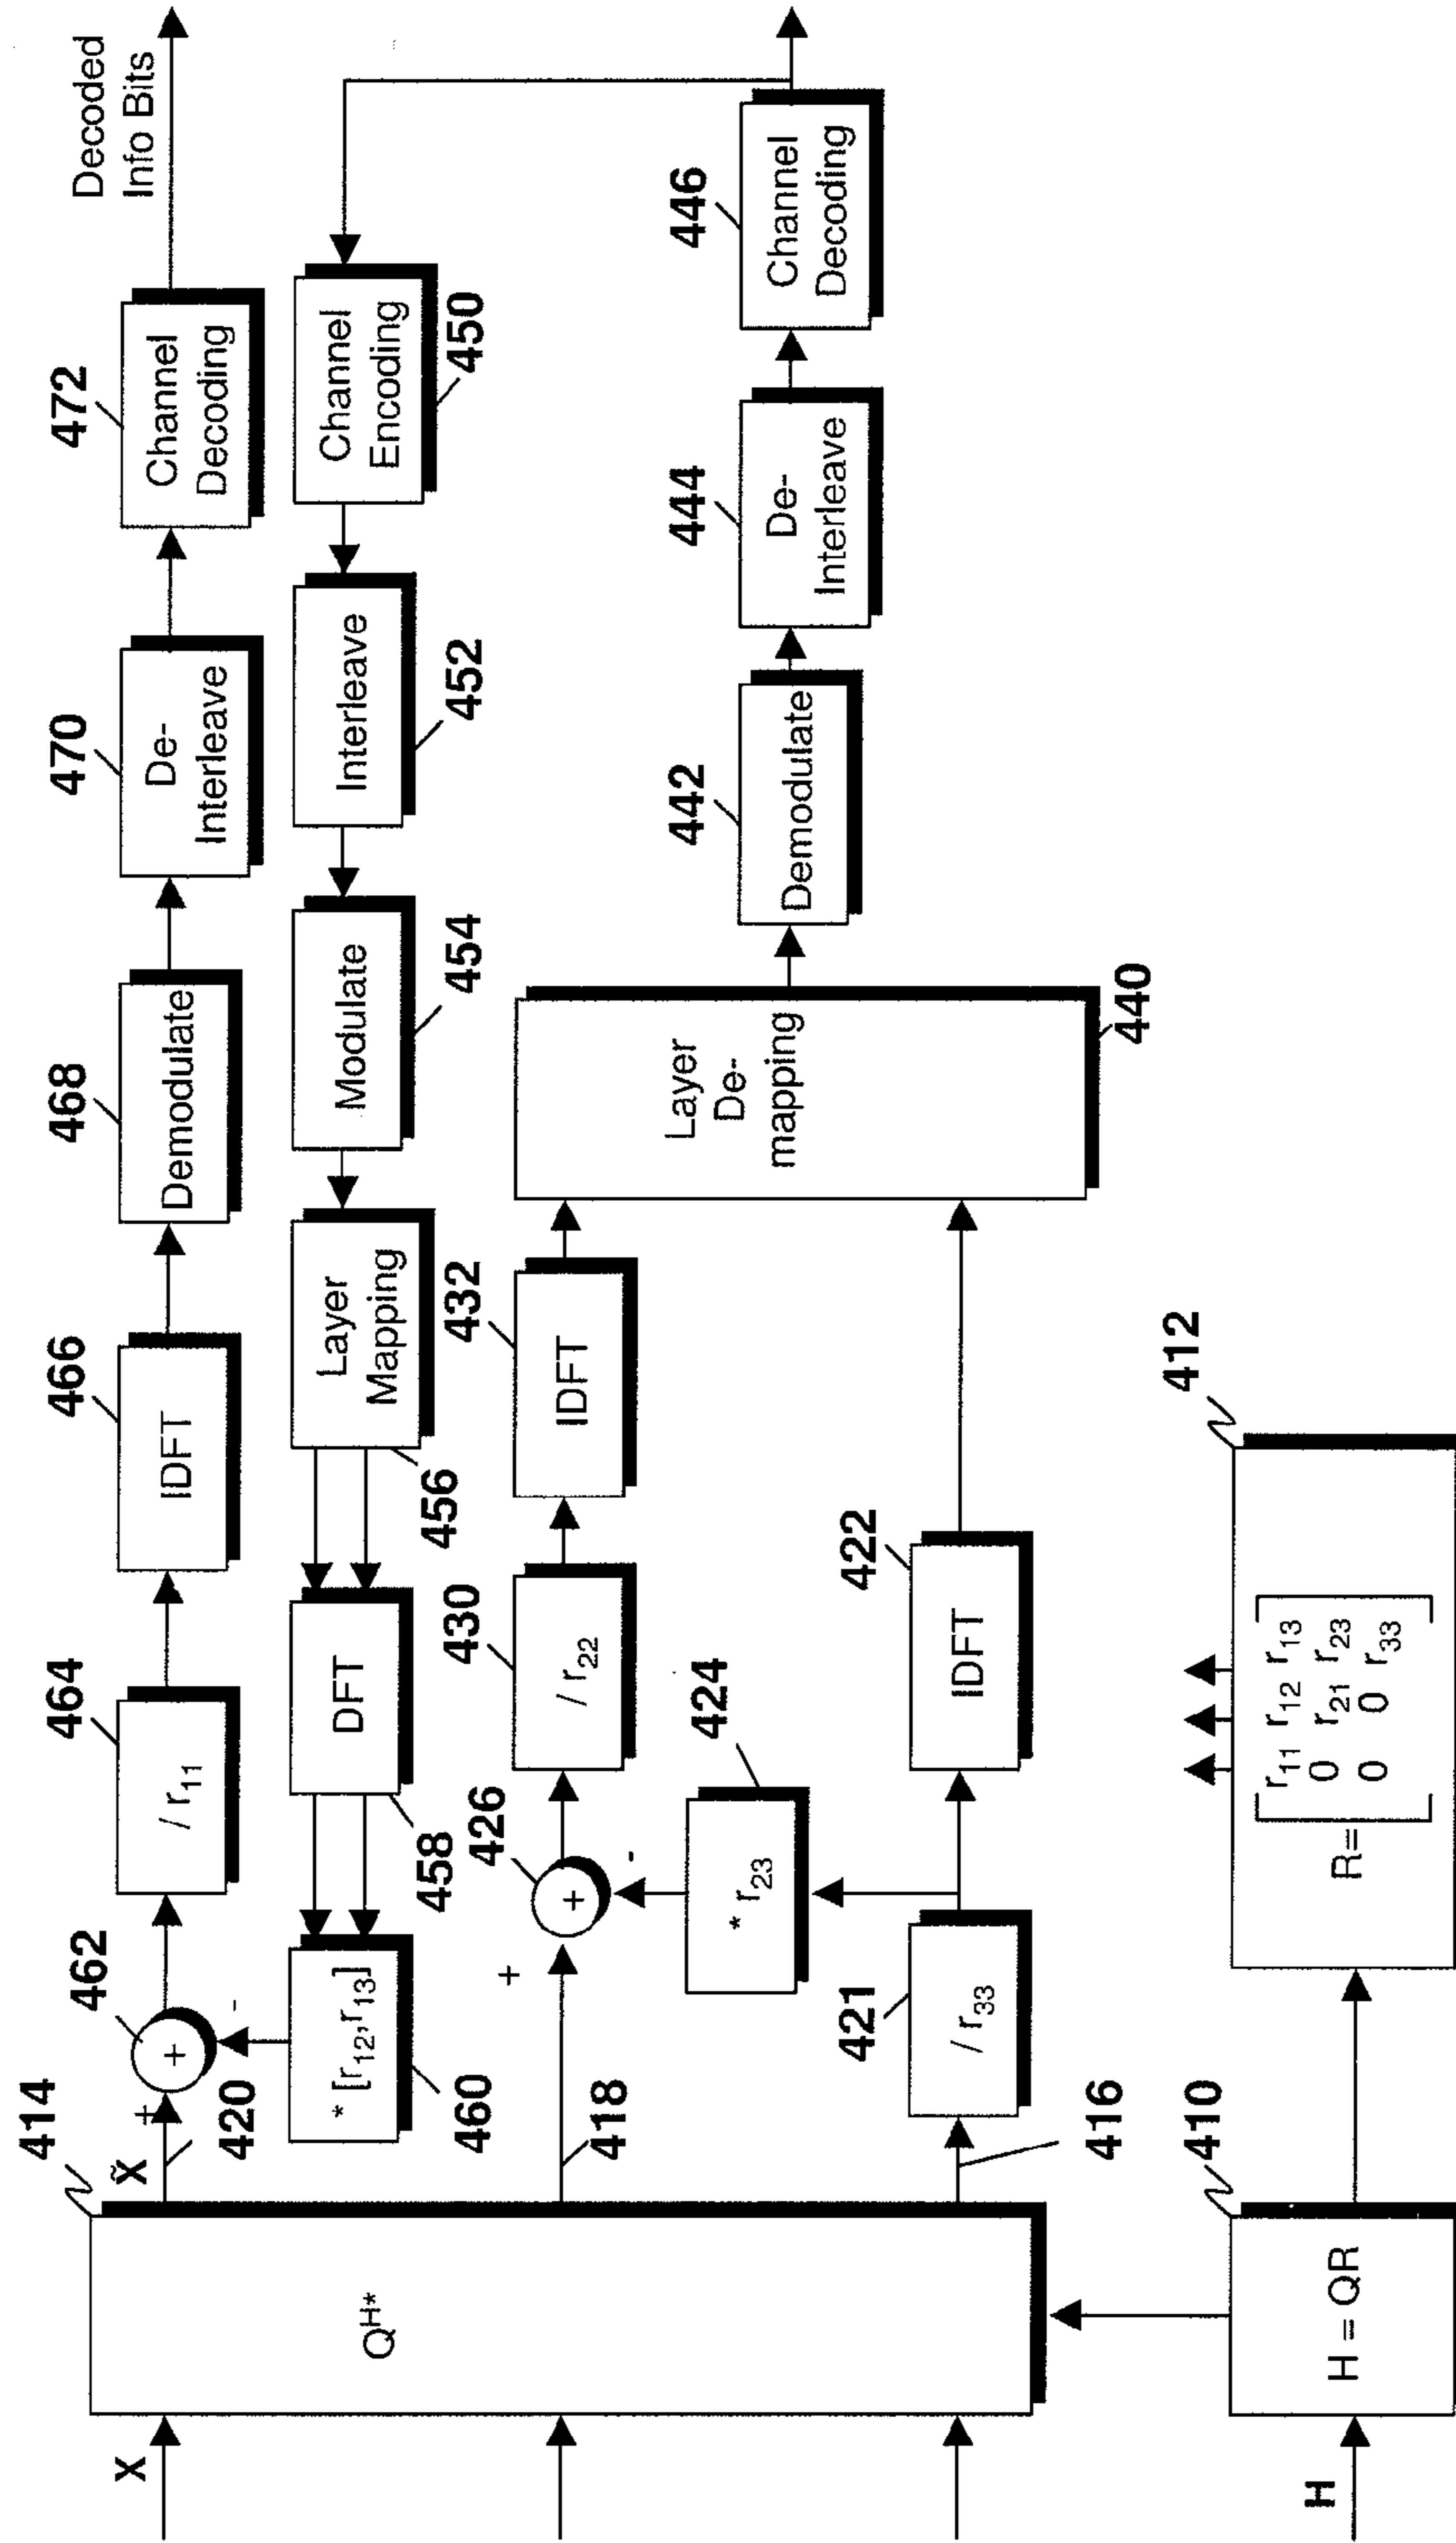 Decoded
Info Bits
472
Channel
Decoding
470
De-
Interleave
468
Demodulate
466
IDFT
464
/ r11
462
+
+
-
420
X̃
414
X
QH*
450
Channel
Encoding
452
Interleave
454
Modulate
456
Layer
Mapping
458
DFT
460
* [r12,r13]
446
Channel
Decoding
444
De-
Interleave
442
Demodulate
440
Layer
De-
mapping
432
IDFT
430
/ r22
426
+
+
-
418
424
* r23
422
IDFT
421
/ r33
416
412
R=
r11 r12 r13
0 r21 r23
0 0 r33
410
H = QR
H